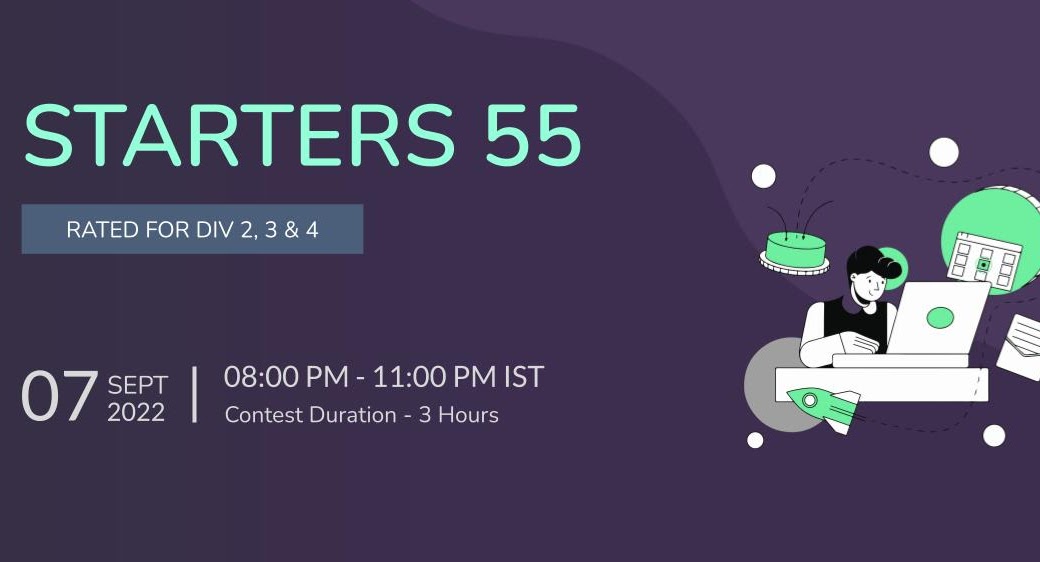 STARTERS 55
RATED FOR DIV 2, 3 & 4
07 SEPT 2022
08:00 PM - 11:00 PM IST
Contest Duration - 3 Hours